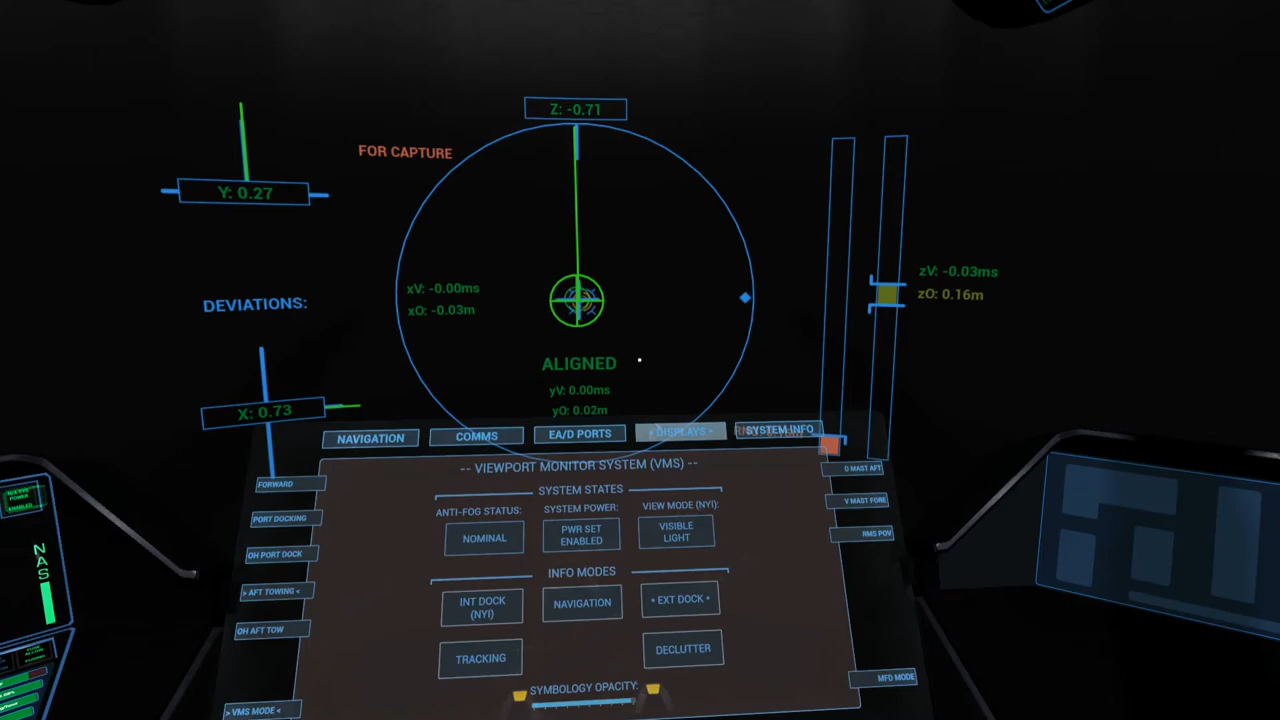 Z: -0.71
FOR CAPTURE
Y: 0.27
zV: -0.03ms
zO: 0.16m
xV: -0.00ms
xO: -0.03m
DEVIATIONS:
ALIGNED
yV: 0.00ms
yO: 0.02m
X: 0.73
NAVIGATION
COMMS
EA/D PORTS
DISPLAYS
SYSTEM INFO
-- VIEWPORT MONITOR SYSTEM (VMS) --
FORWARD
PORT DOCKING
OH PORT DOCK
> AFT TOWING <
OH AFT TOW
> VMS MODE <
D MAST AFT
V MAST FORE
RMS POV
MFD MODE
SYSTEM STATES
ANTI-FOG STATUS:
SYSTEM POWER:
VIEW MODE (NYI):
NOMINAL
PWR SET
ENABLED
VISIBLE
LIGHT
INFO MODES
INT DOCK
(NYI)
NAVIGATION
* EXT DOCK *
TRACKING
DECLUTTER
SYMBOLOGY OPACITY:
POWER
ENABLED
NAS